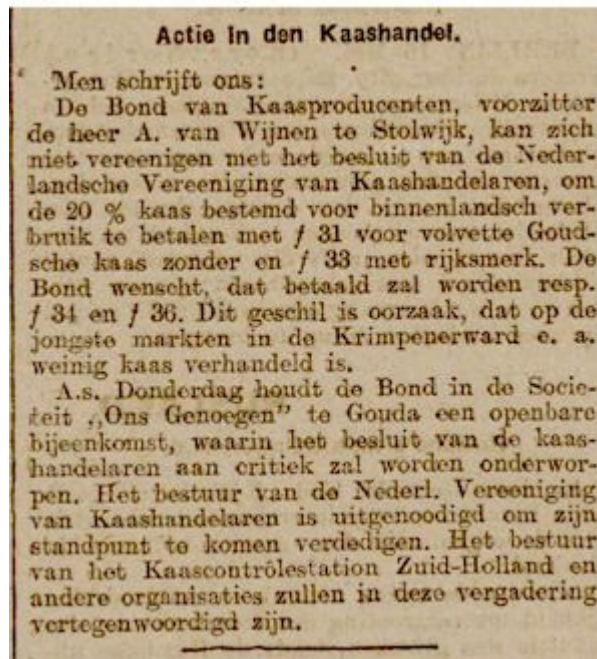 Actie in den Kaashandel.
Men schrijft ons:
De Bond van Kaasproducenten, voorzitter
de heer A. van Wijnen te Stolwijk, kan zich
niet vereenigen met het besluit van de Neder-
landsche Vereeniging van Kaashandelaren, om
de 20 % kaas bestemd voor binnenlandsch ver-
bruik te betalen met ƒ 31 voor volvette Goud-
sche kaas zonder en ƒ 33 met rijksmerk. De
Bond wenscht, dat betaald zal worden resp.
ƒ 34 en ƒ 36. Dit geschil is oorzaak, dat op de
jongste markten in de Krimpenerward e. a.
weinig kaas verhandeld is.
A.s. Donderdag houdt de Bond in de Socie-
teit „Ons Genoegen” te Gouda een openbare
bijeenkomst, waarin het besluit van de kaas-
handelaren aan critiek zal worden onderwor-
pen. Het bestuur van de Nederl. Vereeniging
van Kaashandelaren is uitgenoodigd om zijn
standpunt te komen verdedigen. Het bestuur
van het Kaascontrôlestation Zuid-Holland en
andere organisaties zullen in deze vergadering
vertegenwoordigd zijn.